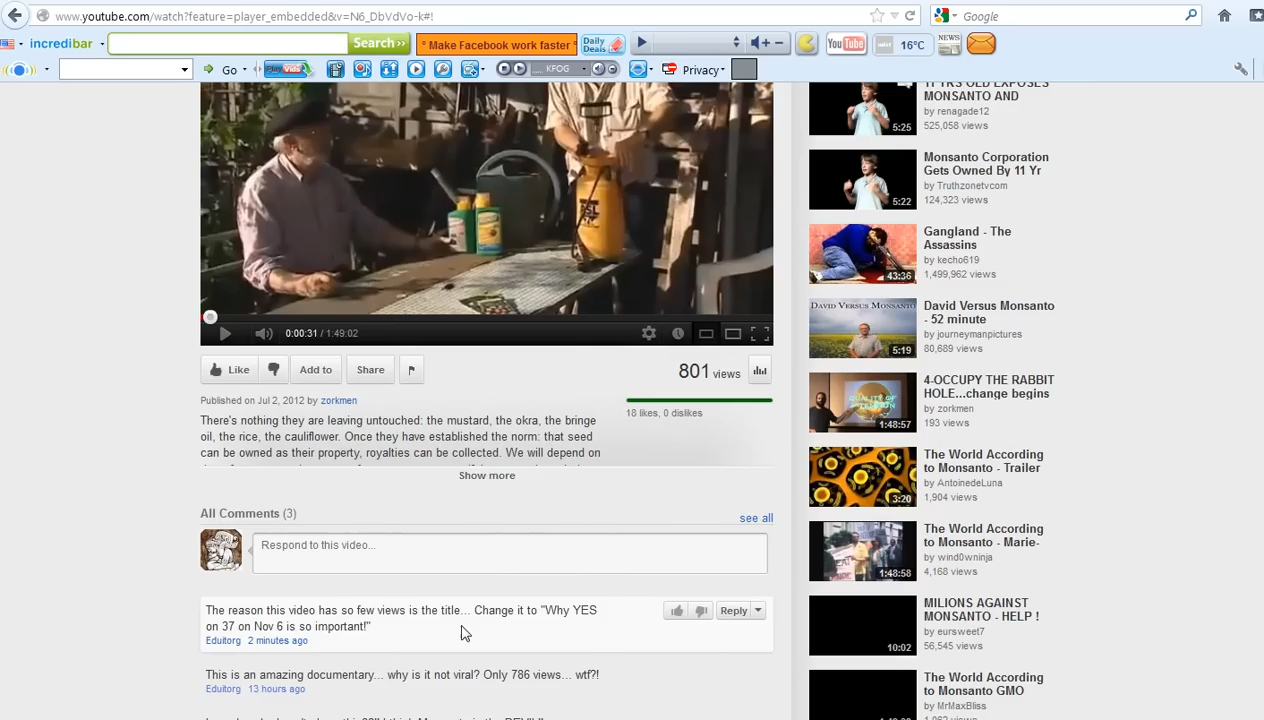 www.youtube.com/watch?feature=player_embedded&v=N6_DbVdVo-k#!
Google
incredibar
Search>>
* Make Facebook work faster *
Daily
Deals
You Tube
16°C
NEWS
Go
Play Vids
KFOG
Privacy
11 YRS OLD EXPOSES
MONSANTO AND
by renagade12
525,058 views
5:25
Monsanto Corporation
Gets Owned By 11 Yr
by Truthzonetvcom
124,323 views
5:22
Gangland - The
Assassins
by kecho619
1,499,962 views
43:36
DAVID VERSUS MONSANTO
David Versus Monsanto
- 52 minute
by journeymanpictures
80,689 views
5:19
QUALITY OF
4-OCCUPY THE RABBIT
HOLE...change begins
by zorkmen
193 views
1:48:57
The World According
to Monsanto - Trailer
by AntoinedeLuna
1,904 views
3:20
The World According
to Monsanto - Marie-
by wind0wninja
4,168 views
1:48:58
MILIONS AGAINST
MONSANTO - HELP !
by eursweet7
56,545 views
10:02
The World According
to Monsanto GMO
by MrMaxBliss
0:00:31 / 1:49:02
Like
Add to
Share
801 views
Published on Jul 2, 2012 by zorkmen
18 likes, 0 dislikes
There's nothing they are leaving untouched: the mustard, the okra, the bringe
oil, the rice, the cauliflower. Once they have established the norm: that seed
can be owned as their property, royalties can be collected. We will depend on
Show more
All Comments (3)
see all
Respond to this video...
The reason this video has so few views is the title... Change it to "Why YES
on 37 on Nov 6 is so important!"
Reply
Eduitorg 2 minutes ago
This is an amazing documentary... why is it not viral? Only 786 views... wtf?!
Eduitorg 13 hours ago